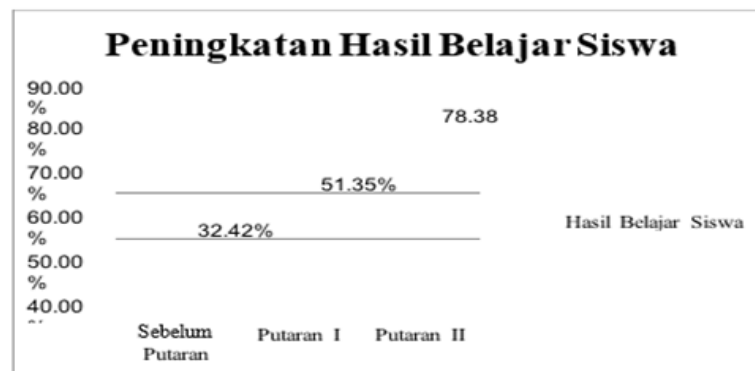 Peningkatan Hasil Belajar Siswa
90.00
%
80.00
%
70.00
%
60.00
%
50.00
%
40.00
78.38
51.35%
32.42%
Hasil Belajar Siswa
Sebelum
Putaran
Putaran I
Putaran II